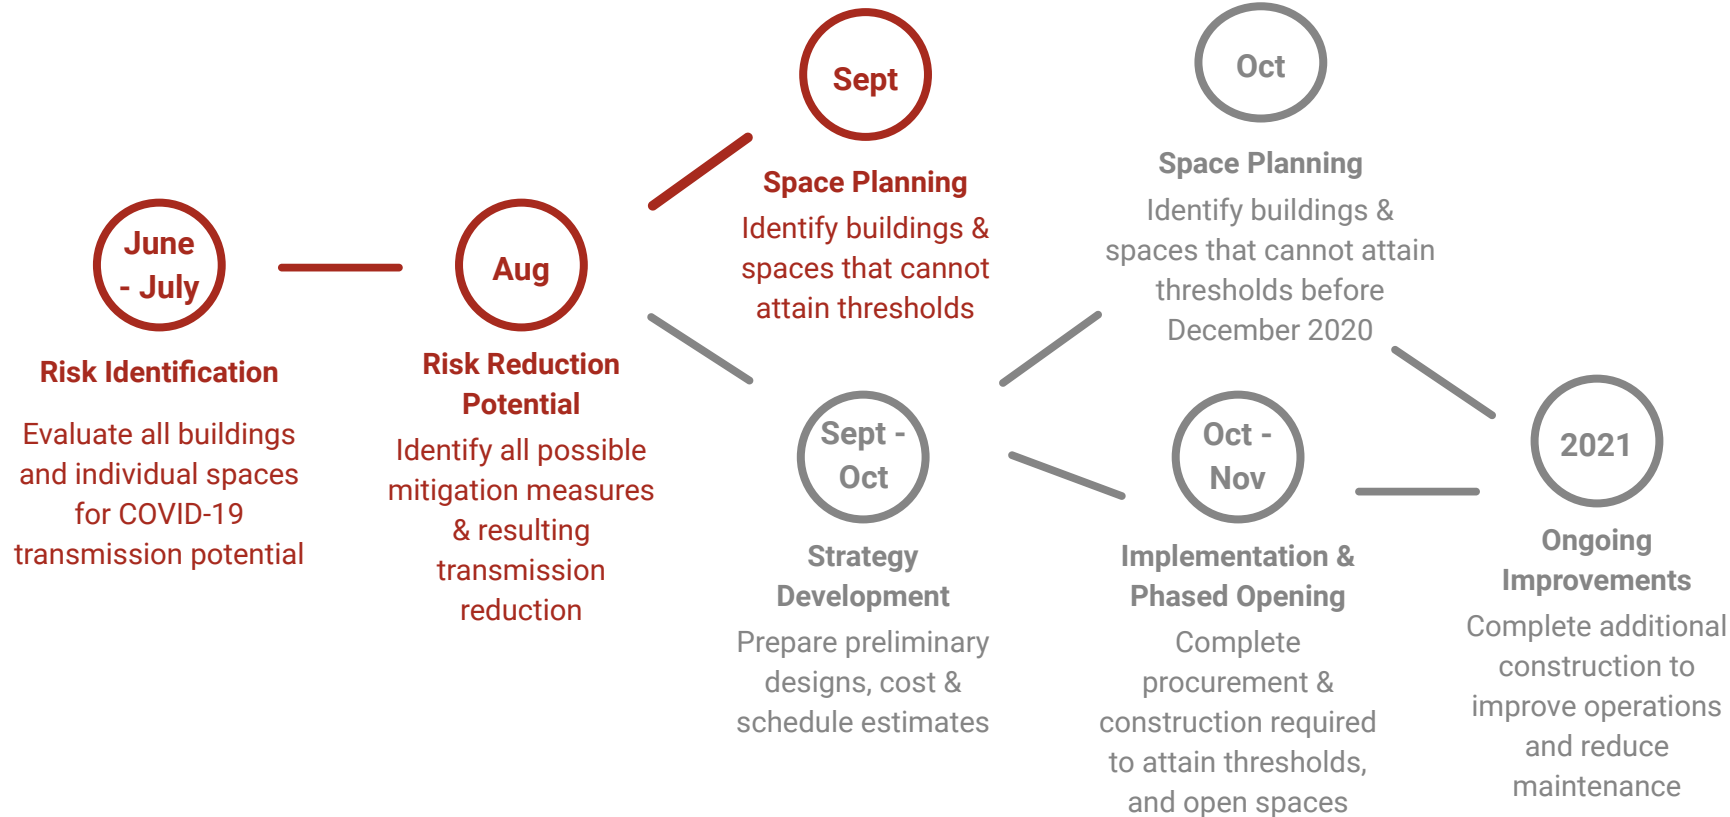 June
- July
Risk Identification
Evaluate all buildings
and individual spaces
for COVID-19
transmission potential
Aug
Risk Reduction
Potential
Identify all possible
mitigation measures
& resulting
transmission
reduction
Sept
Space Planning
Identify buildings &
spaces that cannot
attain thresholds
Sept -
Oct
Strategy
Development
Prepare preliminary
designs, cost &
schedule estimates
Oct
Space Planning
Identify buildings &
spaces that cannot attain
thresholds before
December 2020
Oct -
Nov
Implementation &
Phased Opening
Complete
procurement &
construction required
to attain thresholds,
and open spaces
2021
Ongoing
Improvements
Complete additional
construction to
improve operations
and reduce
maintenance